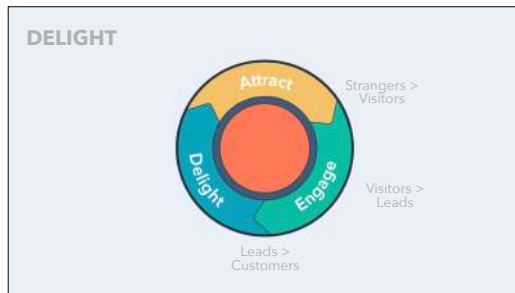 DELIGHT
Attract
Strangers >
Visitors
Engage
Visitors >
Leads
Delight
Leads >
Customers